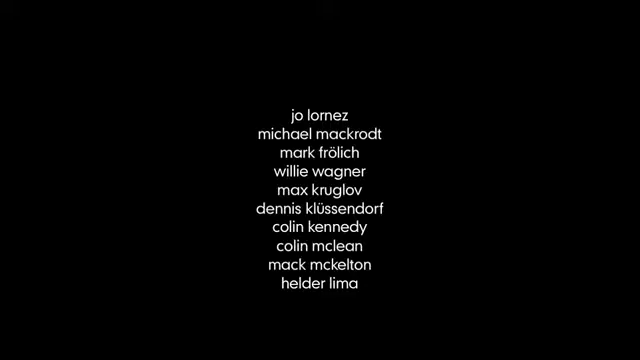 jo lornez
michael mackrodt
mark frölich
willie wagner
max kruglov
dennis klüssendorf
colin kennedy
colin mclean
mack mckelton
helder lima